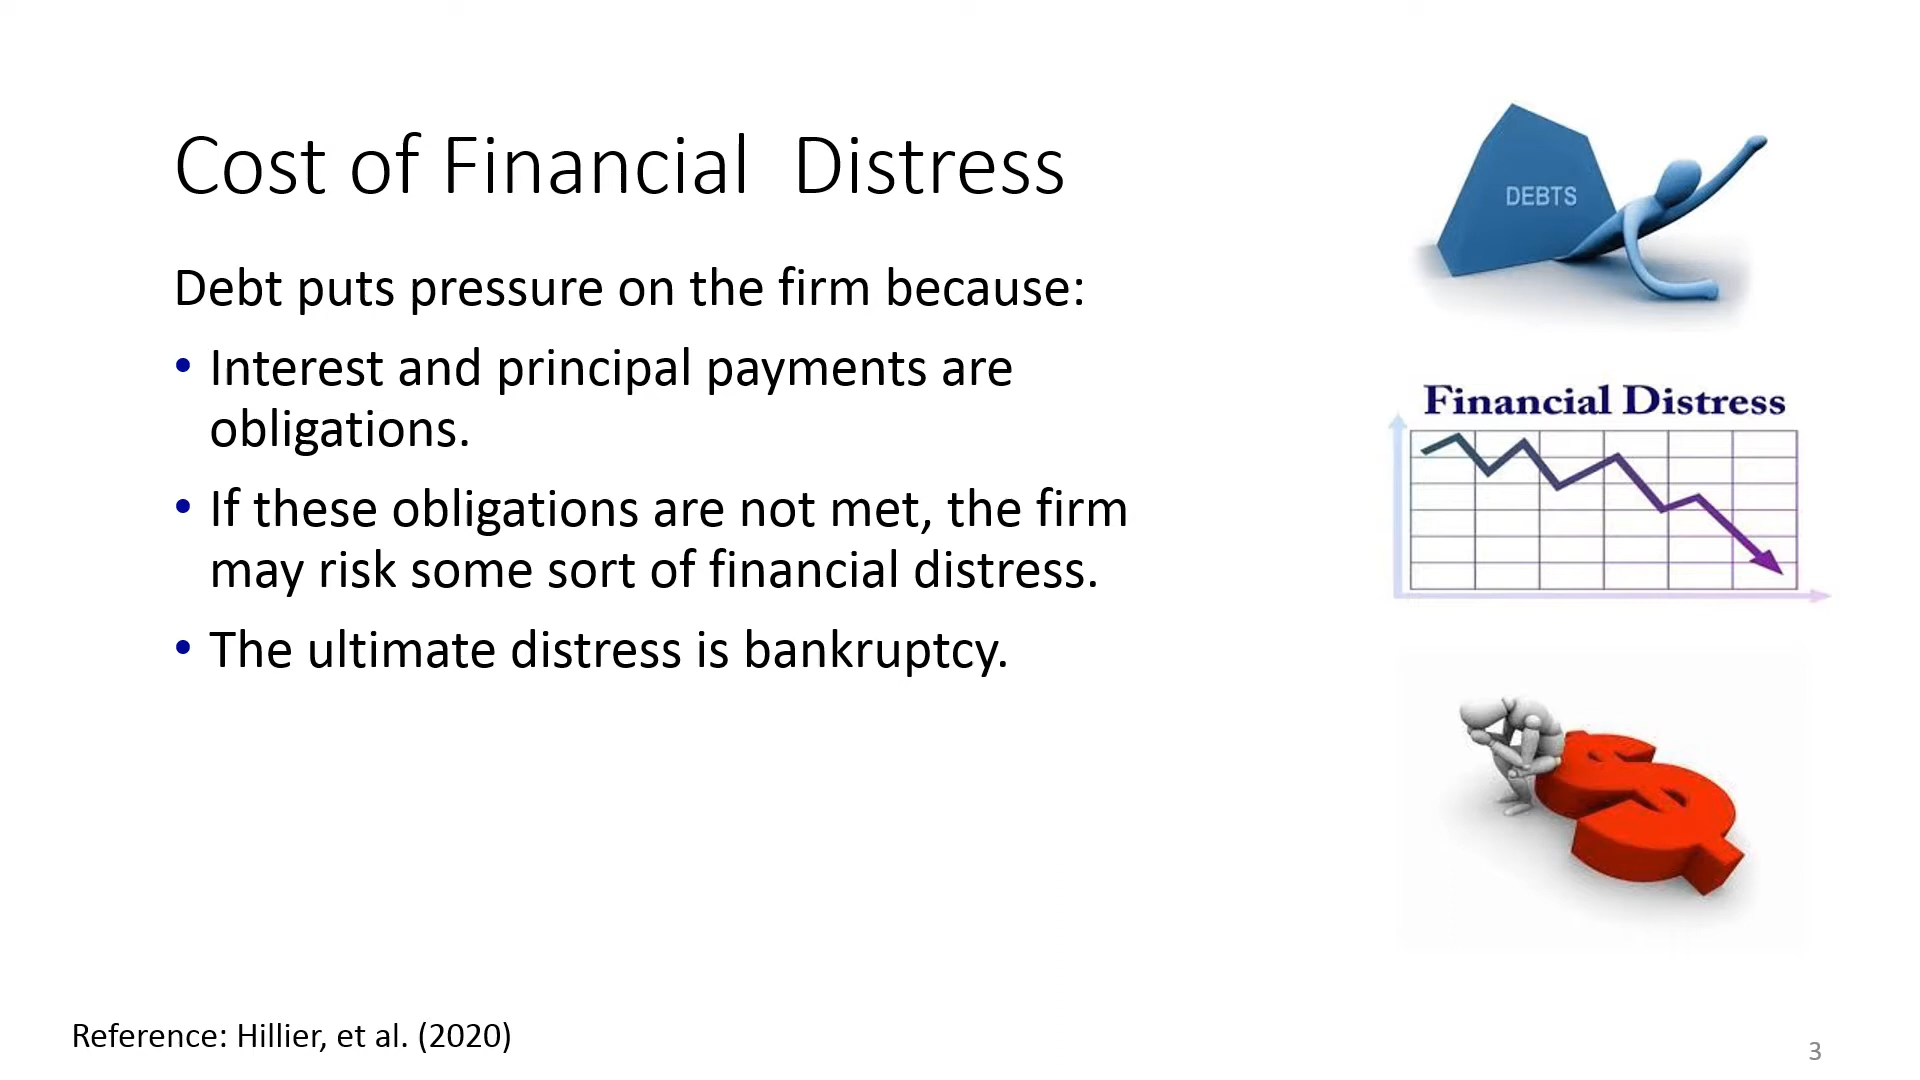 Cost of Financial  Distress
Debt puts pressure on the firm because:
• Interest and principal payments are
obligations.
• If these obligations are not met, the firm
may risk some sort of financial distress.
• The ultimate distress is bankruptcy.
DEBTS
Financial Distress
Reference: Hillier, et al. (2020)
3